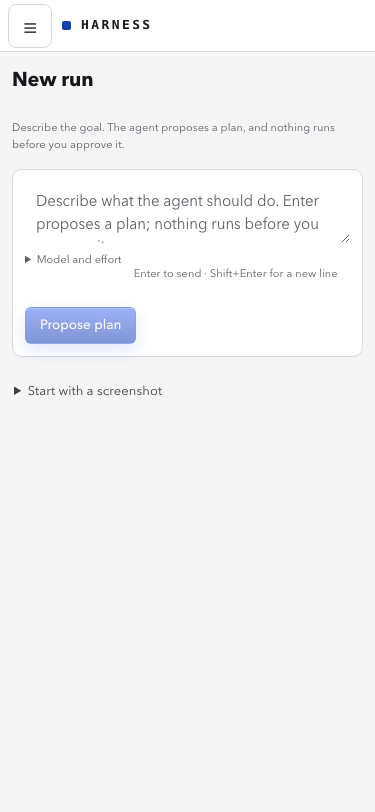 HARNESS
New run
Describe the goal. The agent proposes a plan, and nothing runs
before you approve it.
Describe what the agent should do. Enter
proposes a plan; nothing runs before you
Model and effort
Enter to send · Shift+Enter for a new line
Propose plan
Start with a screenshot